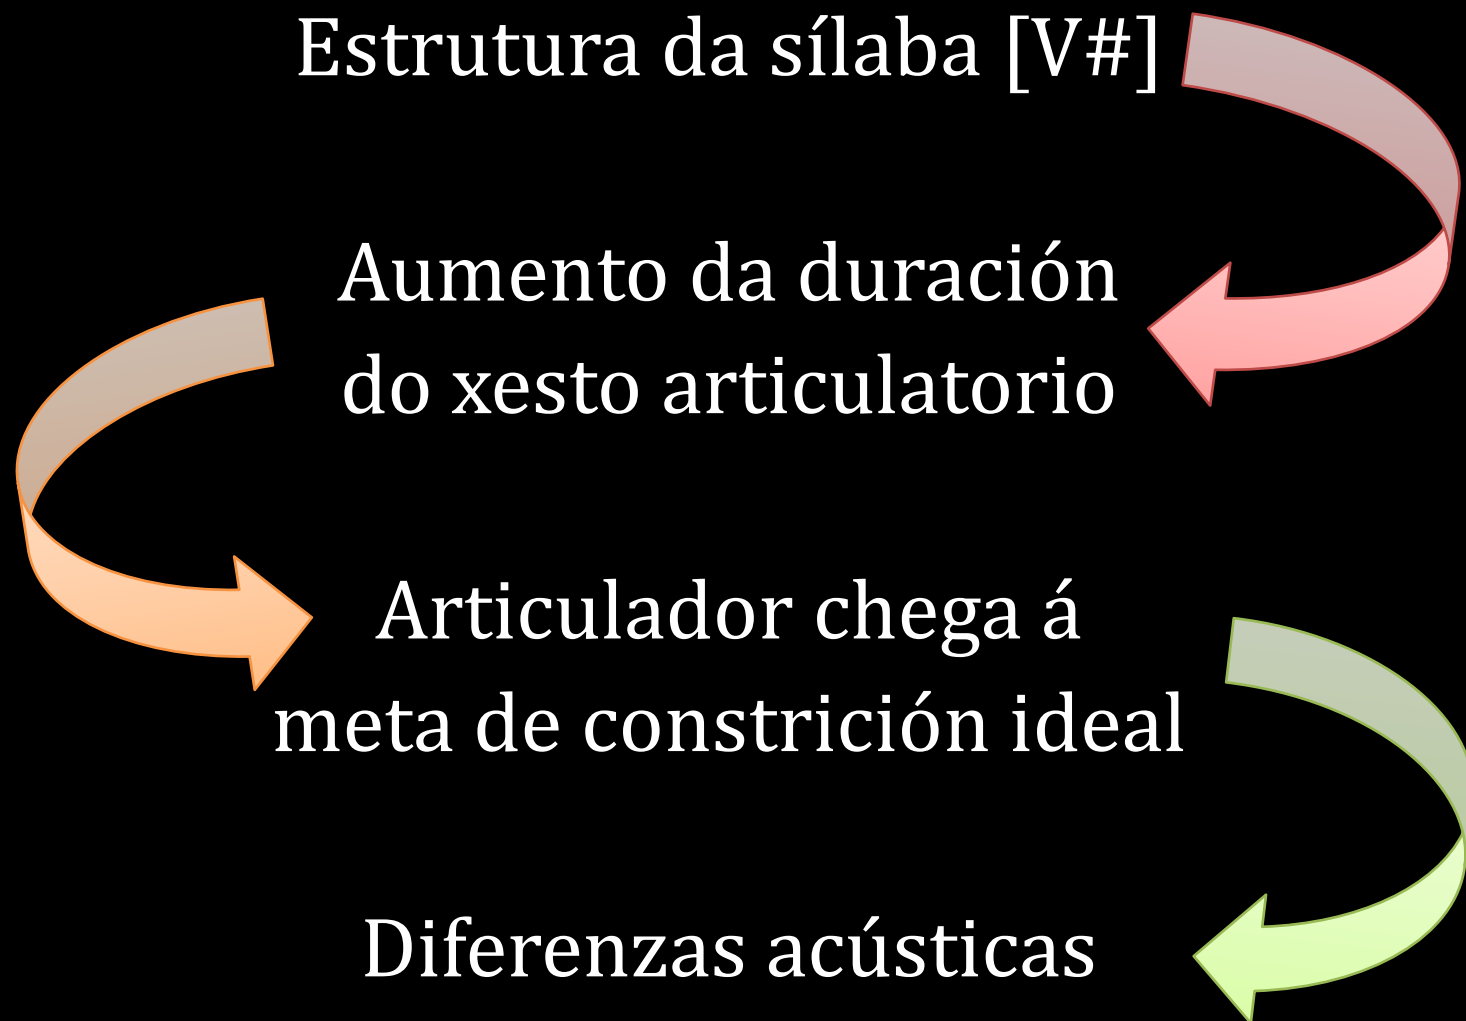 Estrutura da sílaba [V#]
Aumento da duración
do xesto articulatorio
Articulador chega á
meta de constrición ideal
Diferenzas acústicas